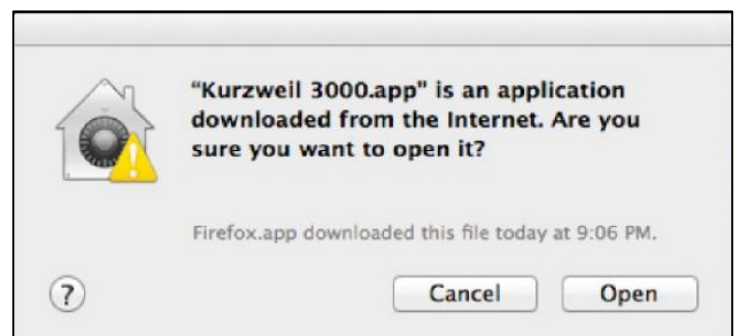 “Kurzweil 3000.app" is an application
downloaded from the Internet. Are you
sure you want to open it?
Firefox.app downloaded this file today at 9:06 PM.
? Cancel Open